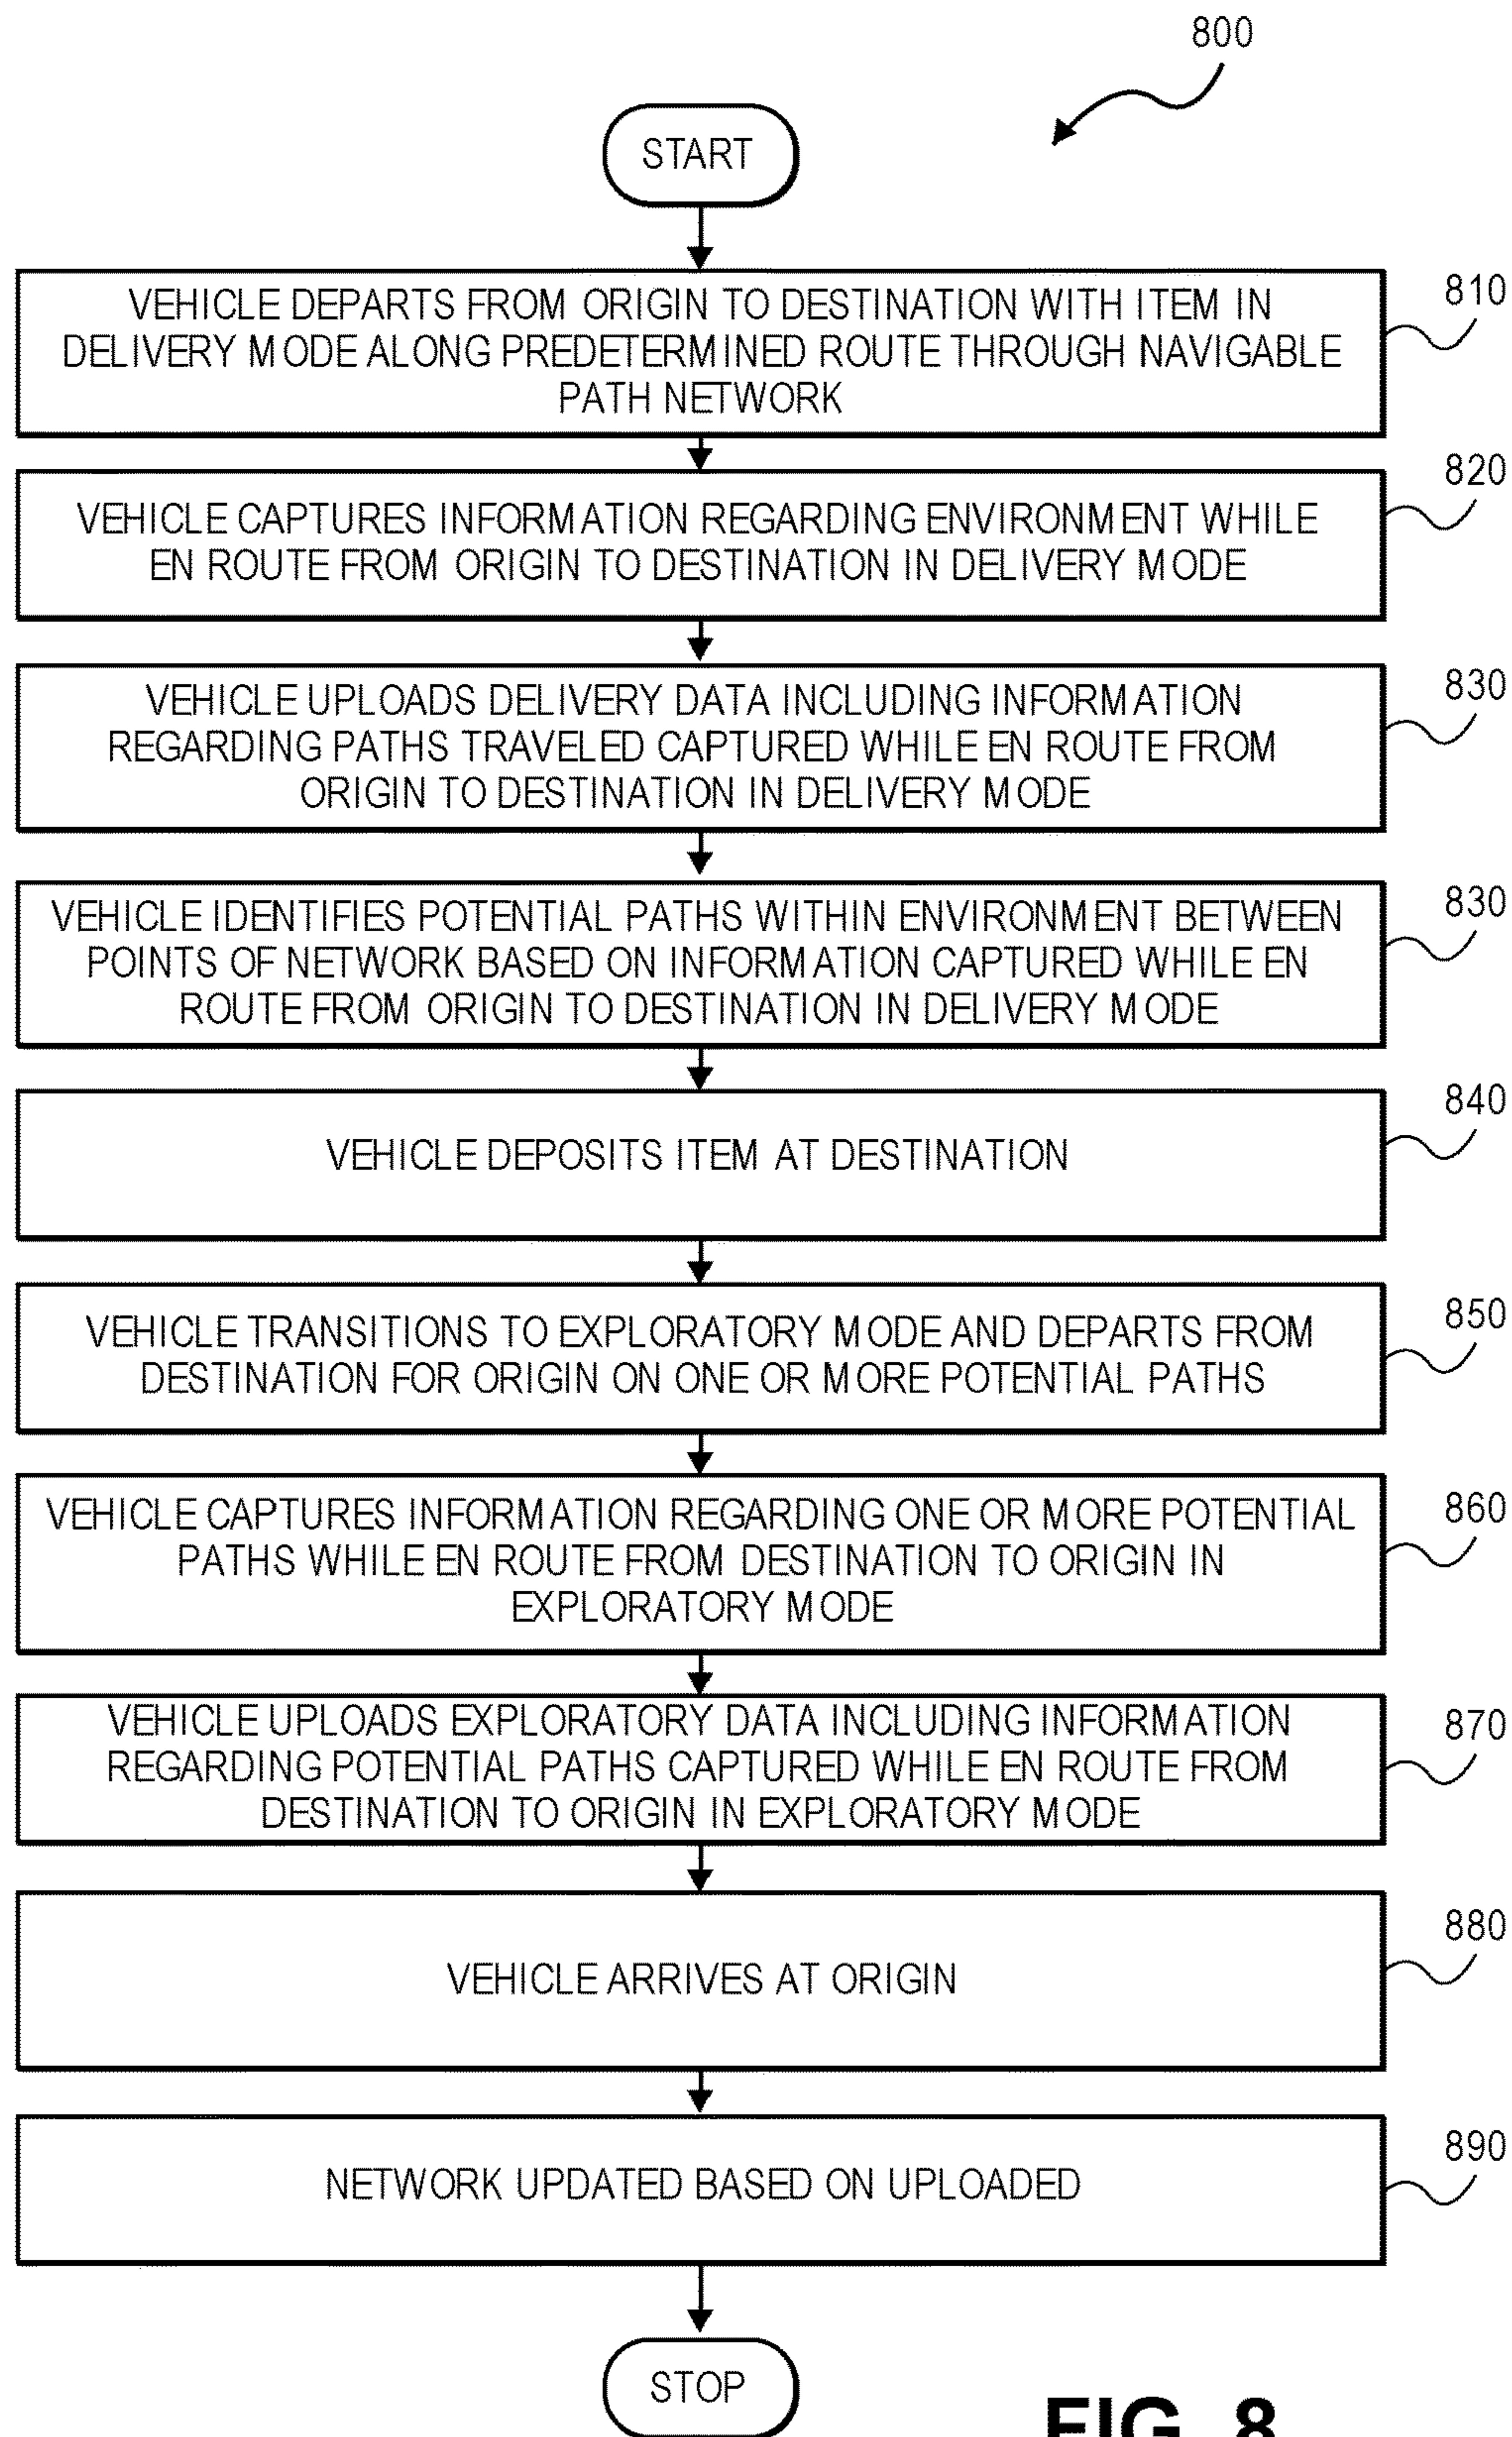 800
START
VEHICLE DEPARTS FROM ORIGIN TO DESTINATION WITH ITEM IN
DELIVERY MODE ALONG PREDETERMINED ROUTE THROUGH NAVIGABLE
PATH NETWORK
810
VEHICLE CAPTURES INFORMATION REGARDING ENVIRONMENT WHILE
EN ROUTE FROM ORIGIN TO DESTINATION IN DELIVERY MODE
820
VEHICLE UPLOADS DELIVERY DATA INCLUDING INFORMATION
REGARDING PATHS TRAVELED CAPTURED WHILE EN ROUTE FROM
ORIGIN TO DESTINATION IN DELIVERY MODE
830
VEHICLE IDENTIFIES POTENTIAL PATHS WITHIN ENVIRONMENT BETWEEN
POINTS OF NETWORK BASED ON INFORMATION CAPTURED WHILE EN
ROUTE FROM ORIGIN TO DESTINATION IN DELIVERY MODE
830
VEHICLE DEPOSITS ITEM AT DESTINATION
840
VEHICLE TRANSITIONS TO EXPLORATORY MODE AND DEPARTS FROM
DESTINATION FOR ORIGIN ON ONE OR MORE POTENTIAL PATHS
850
VEHICLE CAPTURES INFORMATION REGARDING ONE OR MORE POTENTIAL
PATHS WHILE EN ROUTE FROM DESTINATION TO ORIGIN IN
EXPLORATORY MODE
860
VEHICLE UPLOADS EXPLORATORY DATA INCLUDING INFORMATION
REGARDING POTENTIAL PATHS CAPTURED WHILE EN ROUTE FROM
DESTINATION TO ORIGIN IN EXPLORATORY MODE
870
VEHICLE ARRIVES AT ORIGIN
880
NETWORK UPDATED BASED ON UPLOADED
890
STOP
FIG. 8